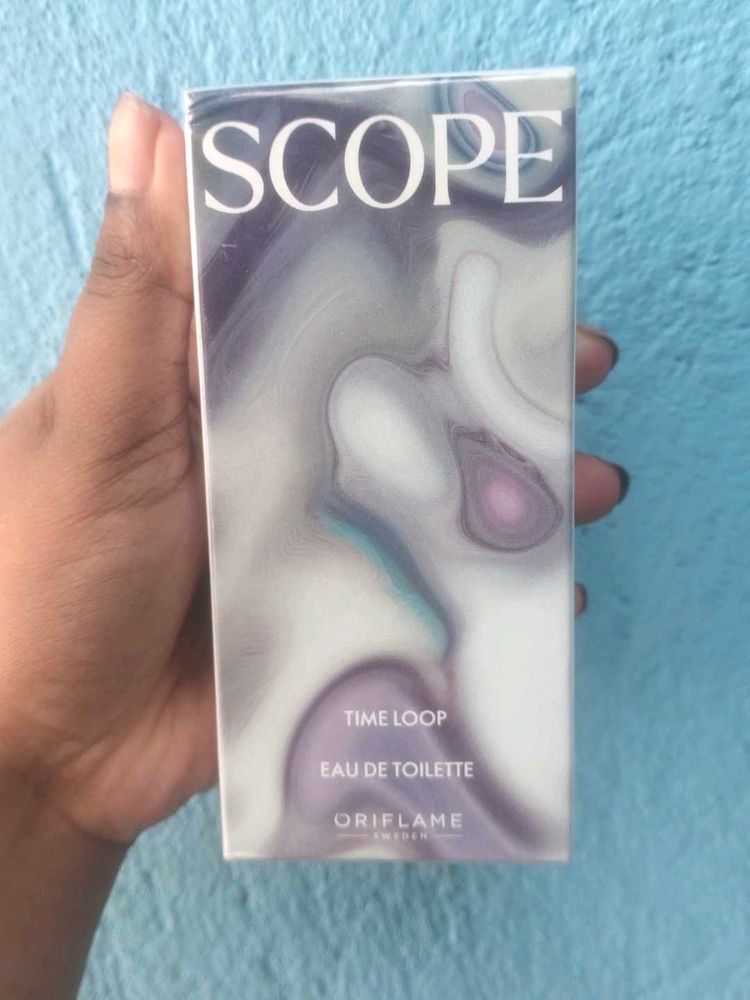 SCOPE
TIME LOOP
EAU DE TOILETTE
ORIFLAME
SWEDEN